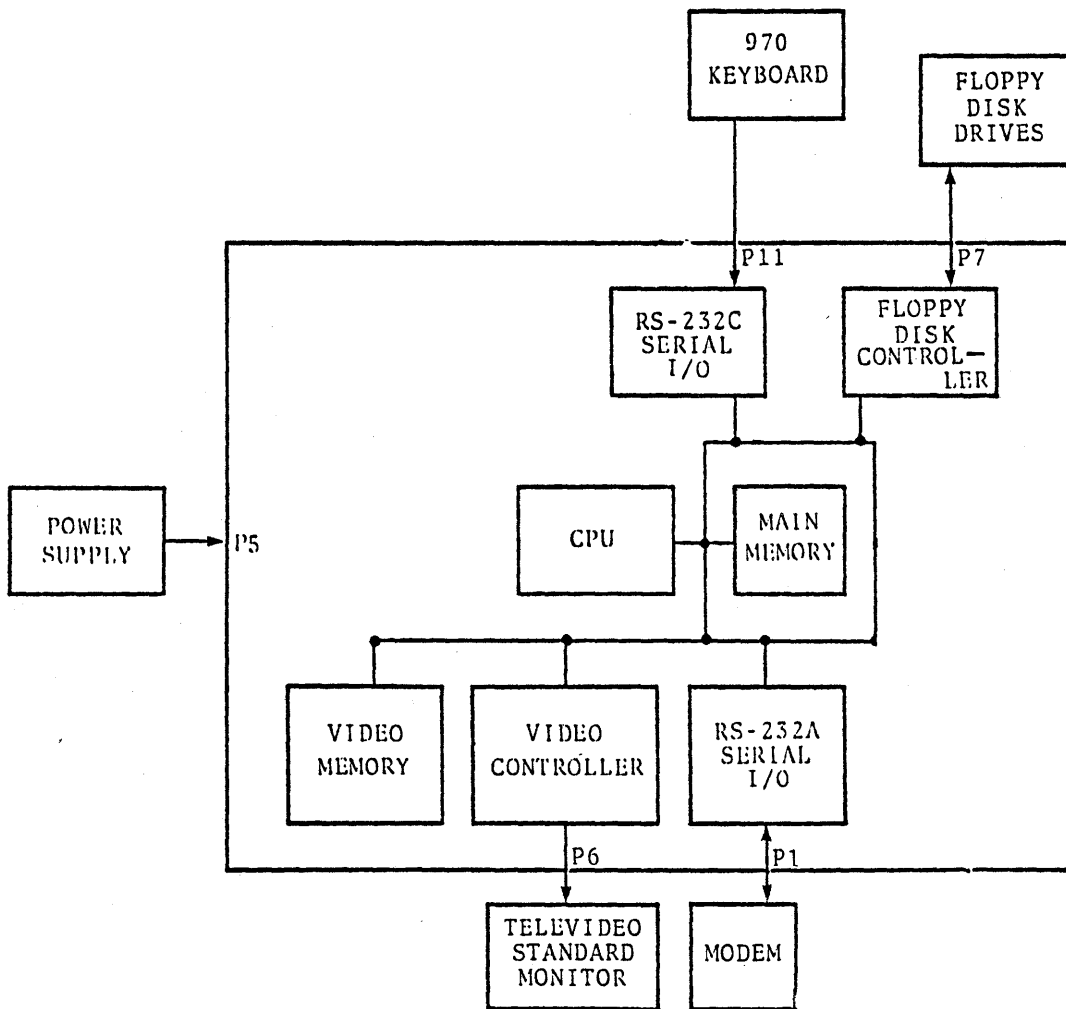 970
KEYBOARD
FLOPPY
DISK
DRIVES
P11
P7
RS-232C
SERIAL
I/O
FLOPPY
DISK
CONTROL-
LER
POWER
SUPPLY
P5
CPU
MAIN
MEMORY
VIDEO
MEMORY
VIDEO
CONTROLLER
RS-232A
SERIAL
I/O
P6
P1
TELEVIDEO
STANDARD
MONITOR
MODEM